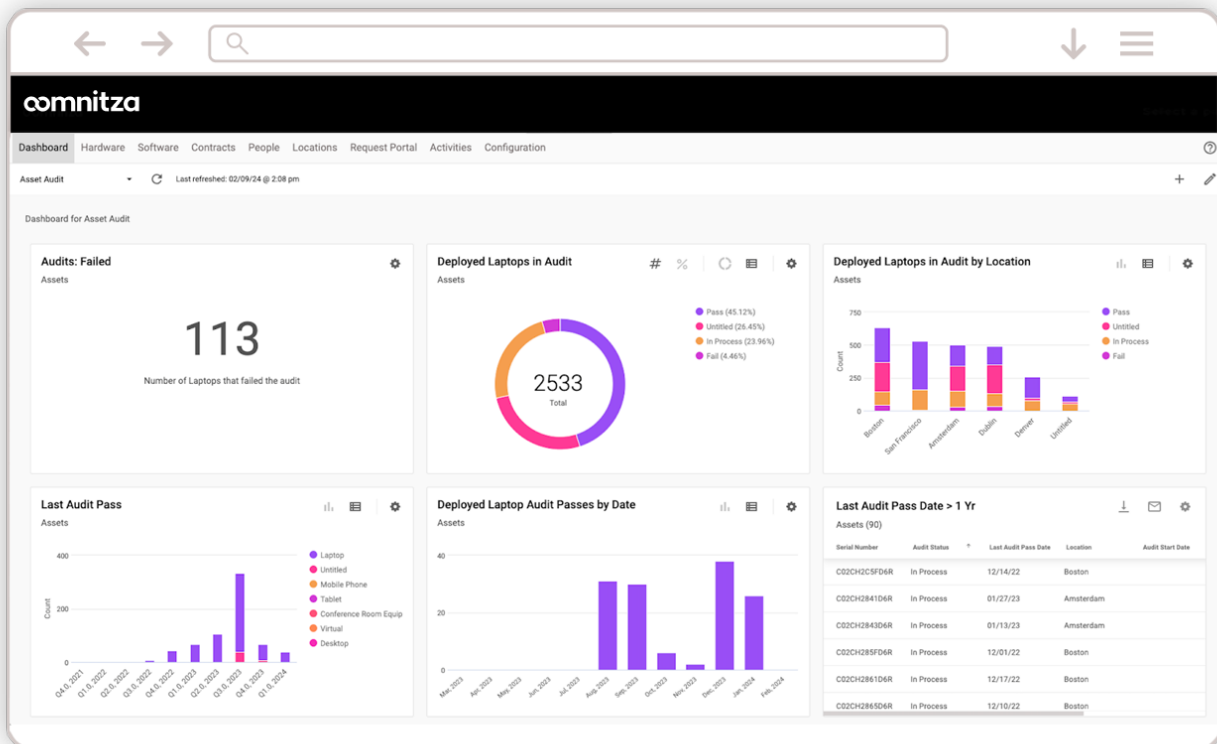 oomnitza
Dashboard Hardware Software Contracts People Locations Request Portal Activities Configuration
Asset Audit Last refreshed: 02/09/24 @ 2:08 pm
Dashboard for Asset Audit
Audits: Failed
Assets
113
Number of Laptops that failed the audit
Deployed Laptops in Audit
# %
Assets
Pass (45.12%)
Untitled (26.45%)
In Process (23.96%)
Fail (4.46%)
2533
Total
Deployed Laptops in Audit by Location
Assets
Count
750
500
250
0
Boston
San Francisco
Amsterdam
Dublin
Denver
Untitled
Pass
Untitled
In Process
Fail
Last Audit Pass
Assets
Count
400
200
0
Q4.0, 2021
Q1.0, 2022
Q2.0, 2022
Q3.0, 2022
Q4.0, 2022
Q1.0, 2023
Q2.0, 2023
Q3.0, 2023
Q4.0, 2023
Q1.0, 2024
Laptop
Untitled
Mobile Phone
Tablet
Conference Room Equip
Virtual
Desktop
Deployed Laptop Audit Passes by Date
Assets
40
20
0
Mar, 2023
Apr, 2023
May, 2023
Jun, 2023
Jul, 2023
Aug, 2023
Sep, 2023
Oct, 2023
Nov, 2023
Dec, 2023
Jan, 2024
Feb, 2024
Last Audit Pass Date > 1 Yr
Assets (90)
Serial Number Audit Status Last Audit Pass Date Location Audit Start Date
C02CH2C5FD6R In Process 12/14/22 Boston
C02CH2841D6R In Process 01/27/23 Amsterdam
C02CH2843D6R In Process 01/13/23 Amsterdam
C02CH285FD6R In Process 12/01/22 Boston
C02CH2861D6R In Process 12/17/22 Boston
C02CH2865D6R In Process 12/10/22 Boston